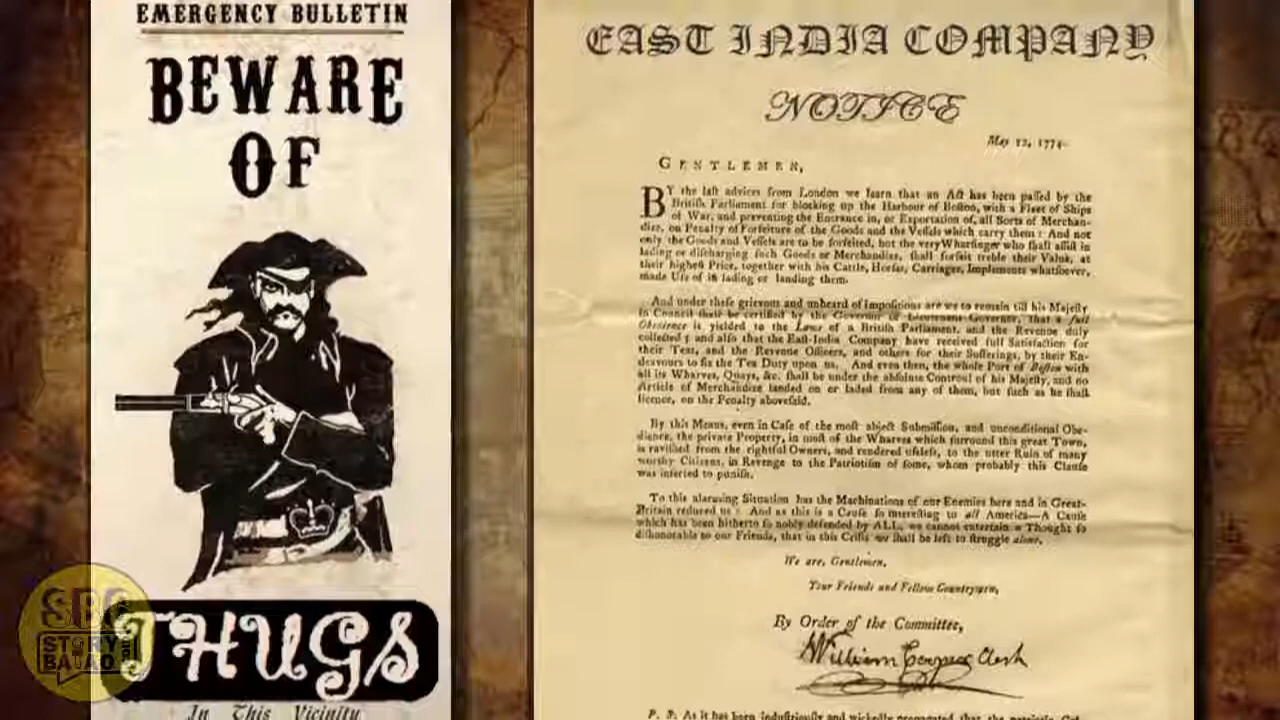 EMERGENCY BULLETIN
BEWARE
OF
THUGS
In This Vicinity
SBC
STORY
BATAO
EAST INDIA COMPANY
NOTICE
May 12, 1774.
GENTLEMEN,
BY the laſt advices from London we learn that an Act has been paſſed by the
Britiſh Parliament for blocking up the Harbour of Boſton, with a Fleet of Ships
of War, and preventing the Entrance in, or Exportation of, all Sorts of Merchan-
dize, on Penalty of Forfeiture of the Goods and the Veſſels which carry them: And not
only the Goods and Veſſels are to be forfeited, but the very Wharfinger who ſhall aſſiſt in
lading or diſcharging ſuch Goods or Merchandize, ſhall forfeit treble their Value, at
their higheſt Price, together with his Cattle, Horſes, Carriages, Implements whatſoever,
made Uſe of in lading or landing them.
And under theſe grievous and unheard of Impoſitions are we to remain till his Majeſty
in Council ſhall be certified by the Governor or Lieutenant Governor, that a full
Obedience is yielded to the Laws of a Britiſh Parliament, and the Revenue duly
collected; and alſo that the Eaſt-India Company have received full Satisfaction for
their Teas, and the Revenue Officers, and others for their Sufferings, by their En-
deavours to fix the Tea Duty upon us. And even then, the whole Port of Boſton with
all its Wharves, Quays, &c. ſhall be under the abſolute Controul of his Majeſty, and no
Article of Merchandize landed on or laded from any of them, but ſuch as he ſhall
licence, on the Penalty aboveſaid.
By this Means, even in Caſe of the moſt abject Submiſſion, and unconditional Obe-
dience, the private Property, in moſt of the Wharves which ſurround this great Town,
is raviſhed from the rightful Owners, and rendered uſeleſs, to the utter Ruin of many
worthy Citizens, in Revenge to the Patriotiſm of ſome, whom probably this Clauſe
was inſerted to puniſh.
To this alarming Situation has the Machinations of our Enemies here and in Great-
Britain reduced us: And as this is a Cauſe ſo intereſting to all America—A Cauſe
which has been hitherto ſo nobly defended by ALL, we cannot entertain a Thought ſo
diſhonorable to our Friends, that in this Criſis we ſhall be left to ſtruggle alone.
We are, Gentlemen,
Your Friends and Fellow Countrymen,
By Order of the Committee,
William Cooper Clerk
P. S. As it has been induſtriouſly and wickedly propagated that the patriotic